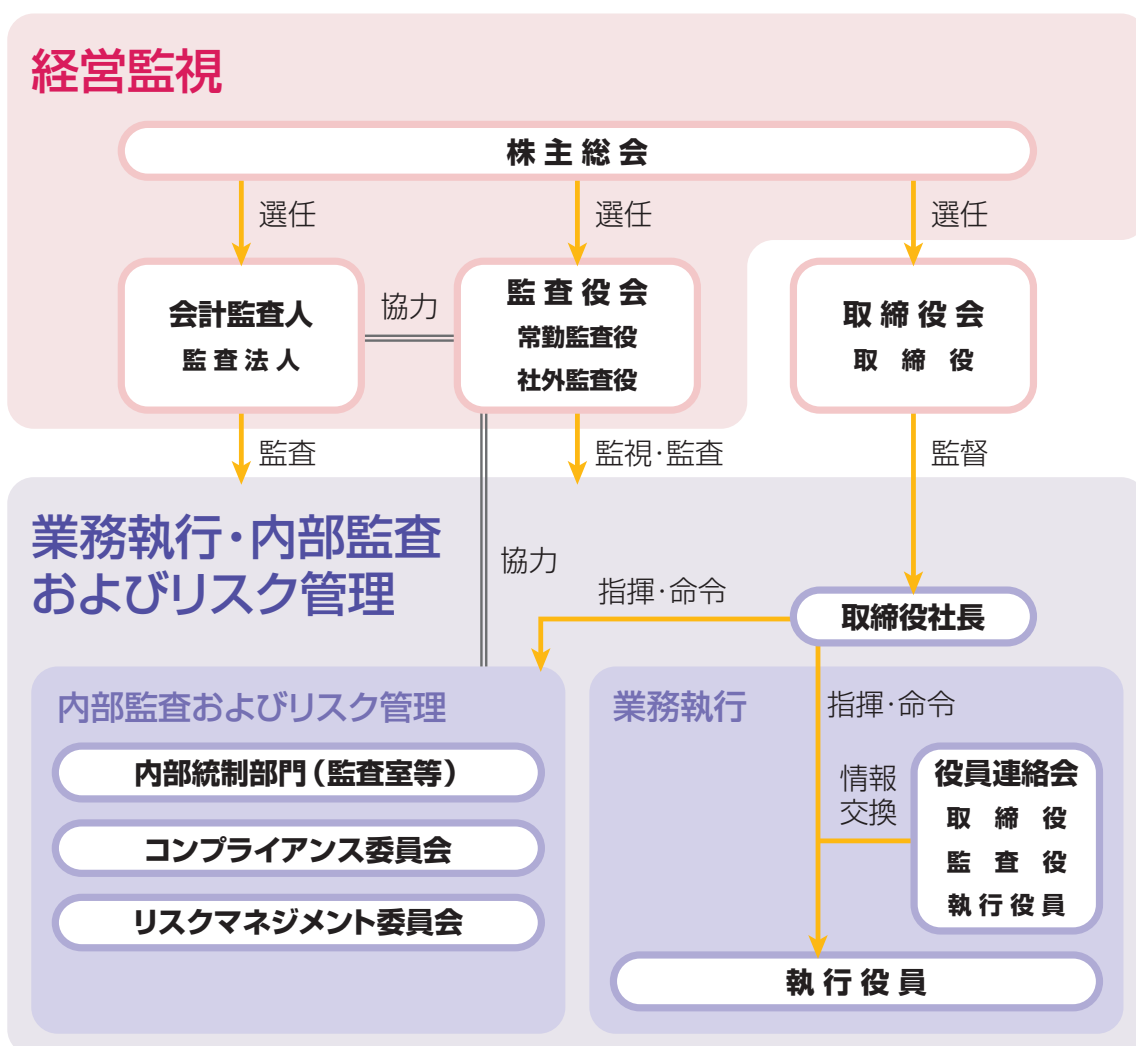 経営監視
株主総会
選任
選任
選任
会計監査人
監査法人
協力
監査役会
常勤監査役
社外監査役
取締役会
取締役
監査
監視・監査
監督
業務執行・内部監査
およびリスク管理
協力
指揮・命令
取締役社長
内部監査およびリスク管理
内部統制部門（監査室等）
コンプライアンス委員会
リスクマネジメント委員会
業務執行
指揮・命令
情報
交換
役員連絡会
取締役
監査役
執行役員
執行役員